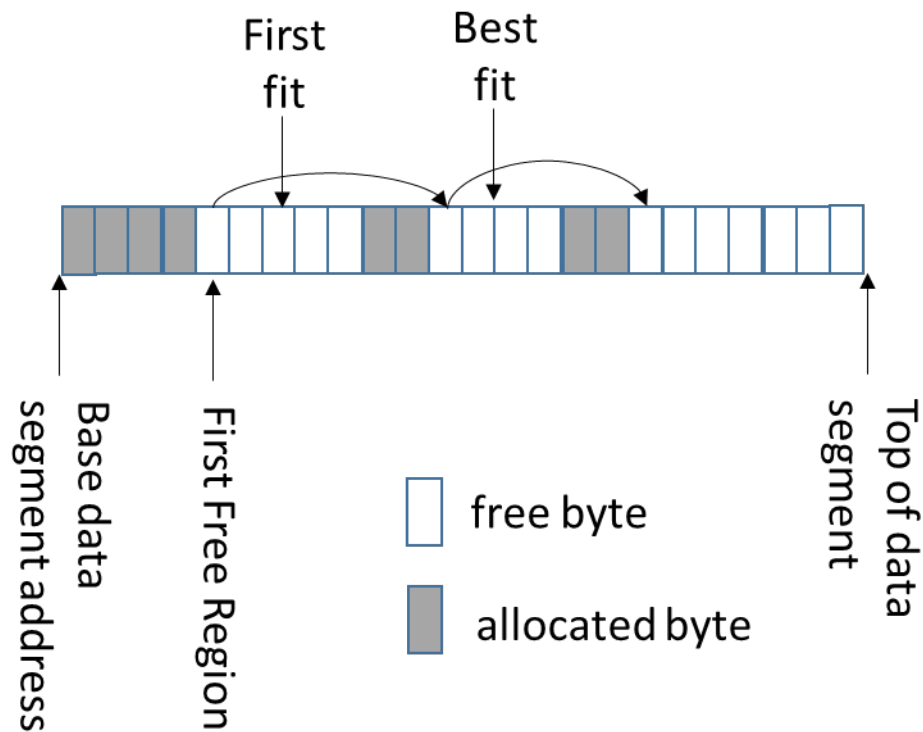 First
fit
Best
fit
Base data
segment address
First Free Region
Top of data
segment
free byte
allocated byte